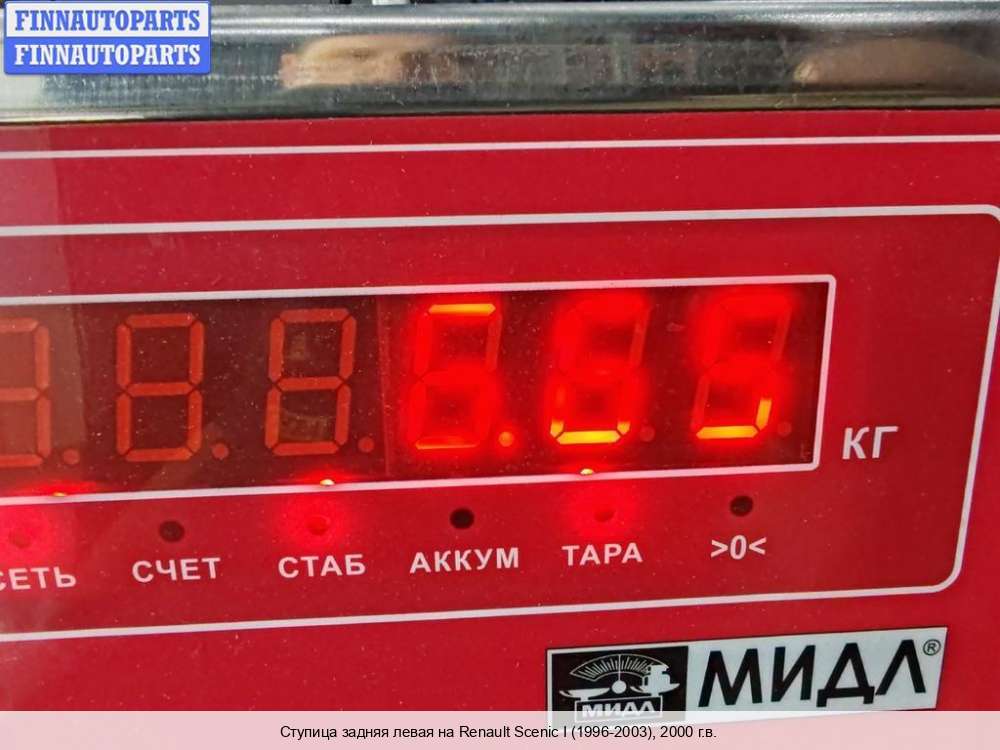 FINNAUTOPARTS
FINNAUTOPARTS
КГ
СЕТЬ СЧЕТ СТАБ АККУМ ТАРА >0<
МИДЛ МИДЛ®
Ступица задняя левая на Renault Scenic I (1996-2003), 2000 г.в.